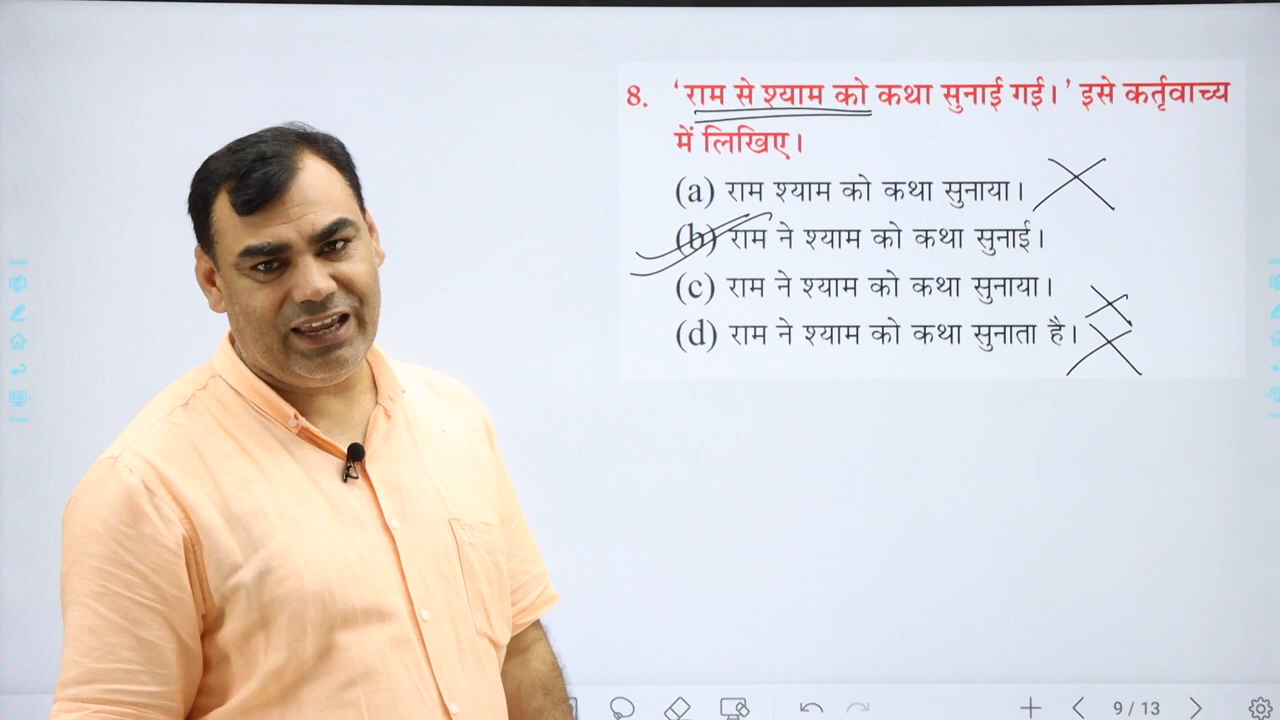 8. ‘राम से श्याम को कथा सुनाई गई।’ इसे कर्तृवाच्य
में लिखिए।
(a) राम श्याम को कथा सुनाया।
(b) राम ने श्याम को कथा सुनाई।
(c) राम ने श्याम को कथा सुनाया।
(d) राम ने श्याम को कथा सुनाता है।
9 / 13